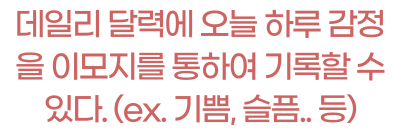 데일리 달력에 오늘 하루 감정
을 이모지를 통하여 기록할 수
있다. (ex. 기쁨, 슬픔.. 등)